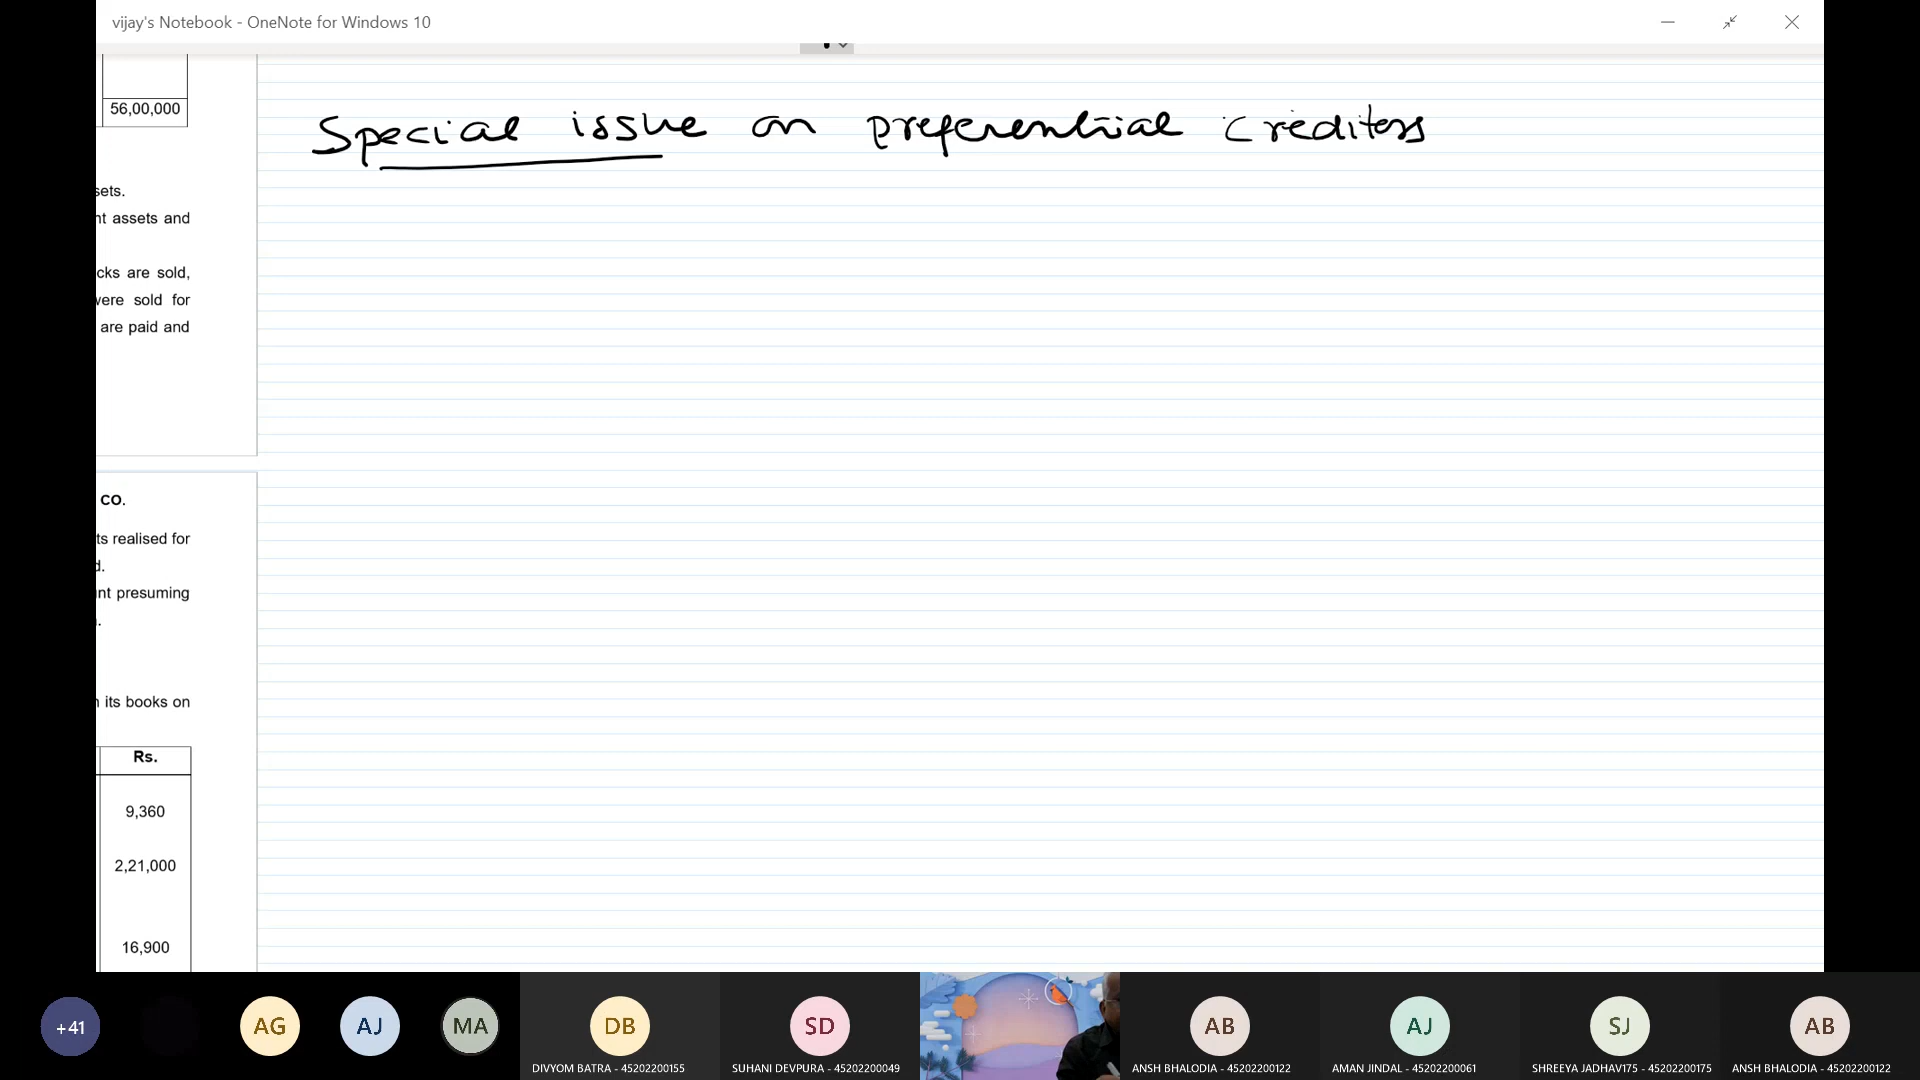 vijay's Notebook - OneNote for Windows 10
56,00,000
Special issue on preferential creditors
sets.
nt assets and
cks are sold,
were sold for
are paid and
CO.
ts realised for
d.
unt presuming
n its books on
Rs.
9,360
2,21,000
16,900
+41
AG
AJ
MA
DB
SD
AB
AJ
SJ
AB
DIVYOM BATRA - 45202200155
SUHANI DEVPURA - 45202200049
ANSH BHALODIA - 45202200122
AMAN JINDAL - 45202200061
SHREEYA JADHAV175 - 45202200175
ANSH BHALODIA - 45202200122